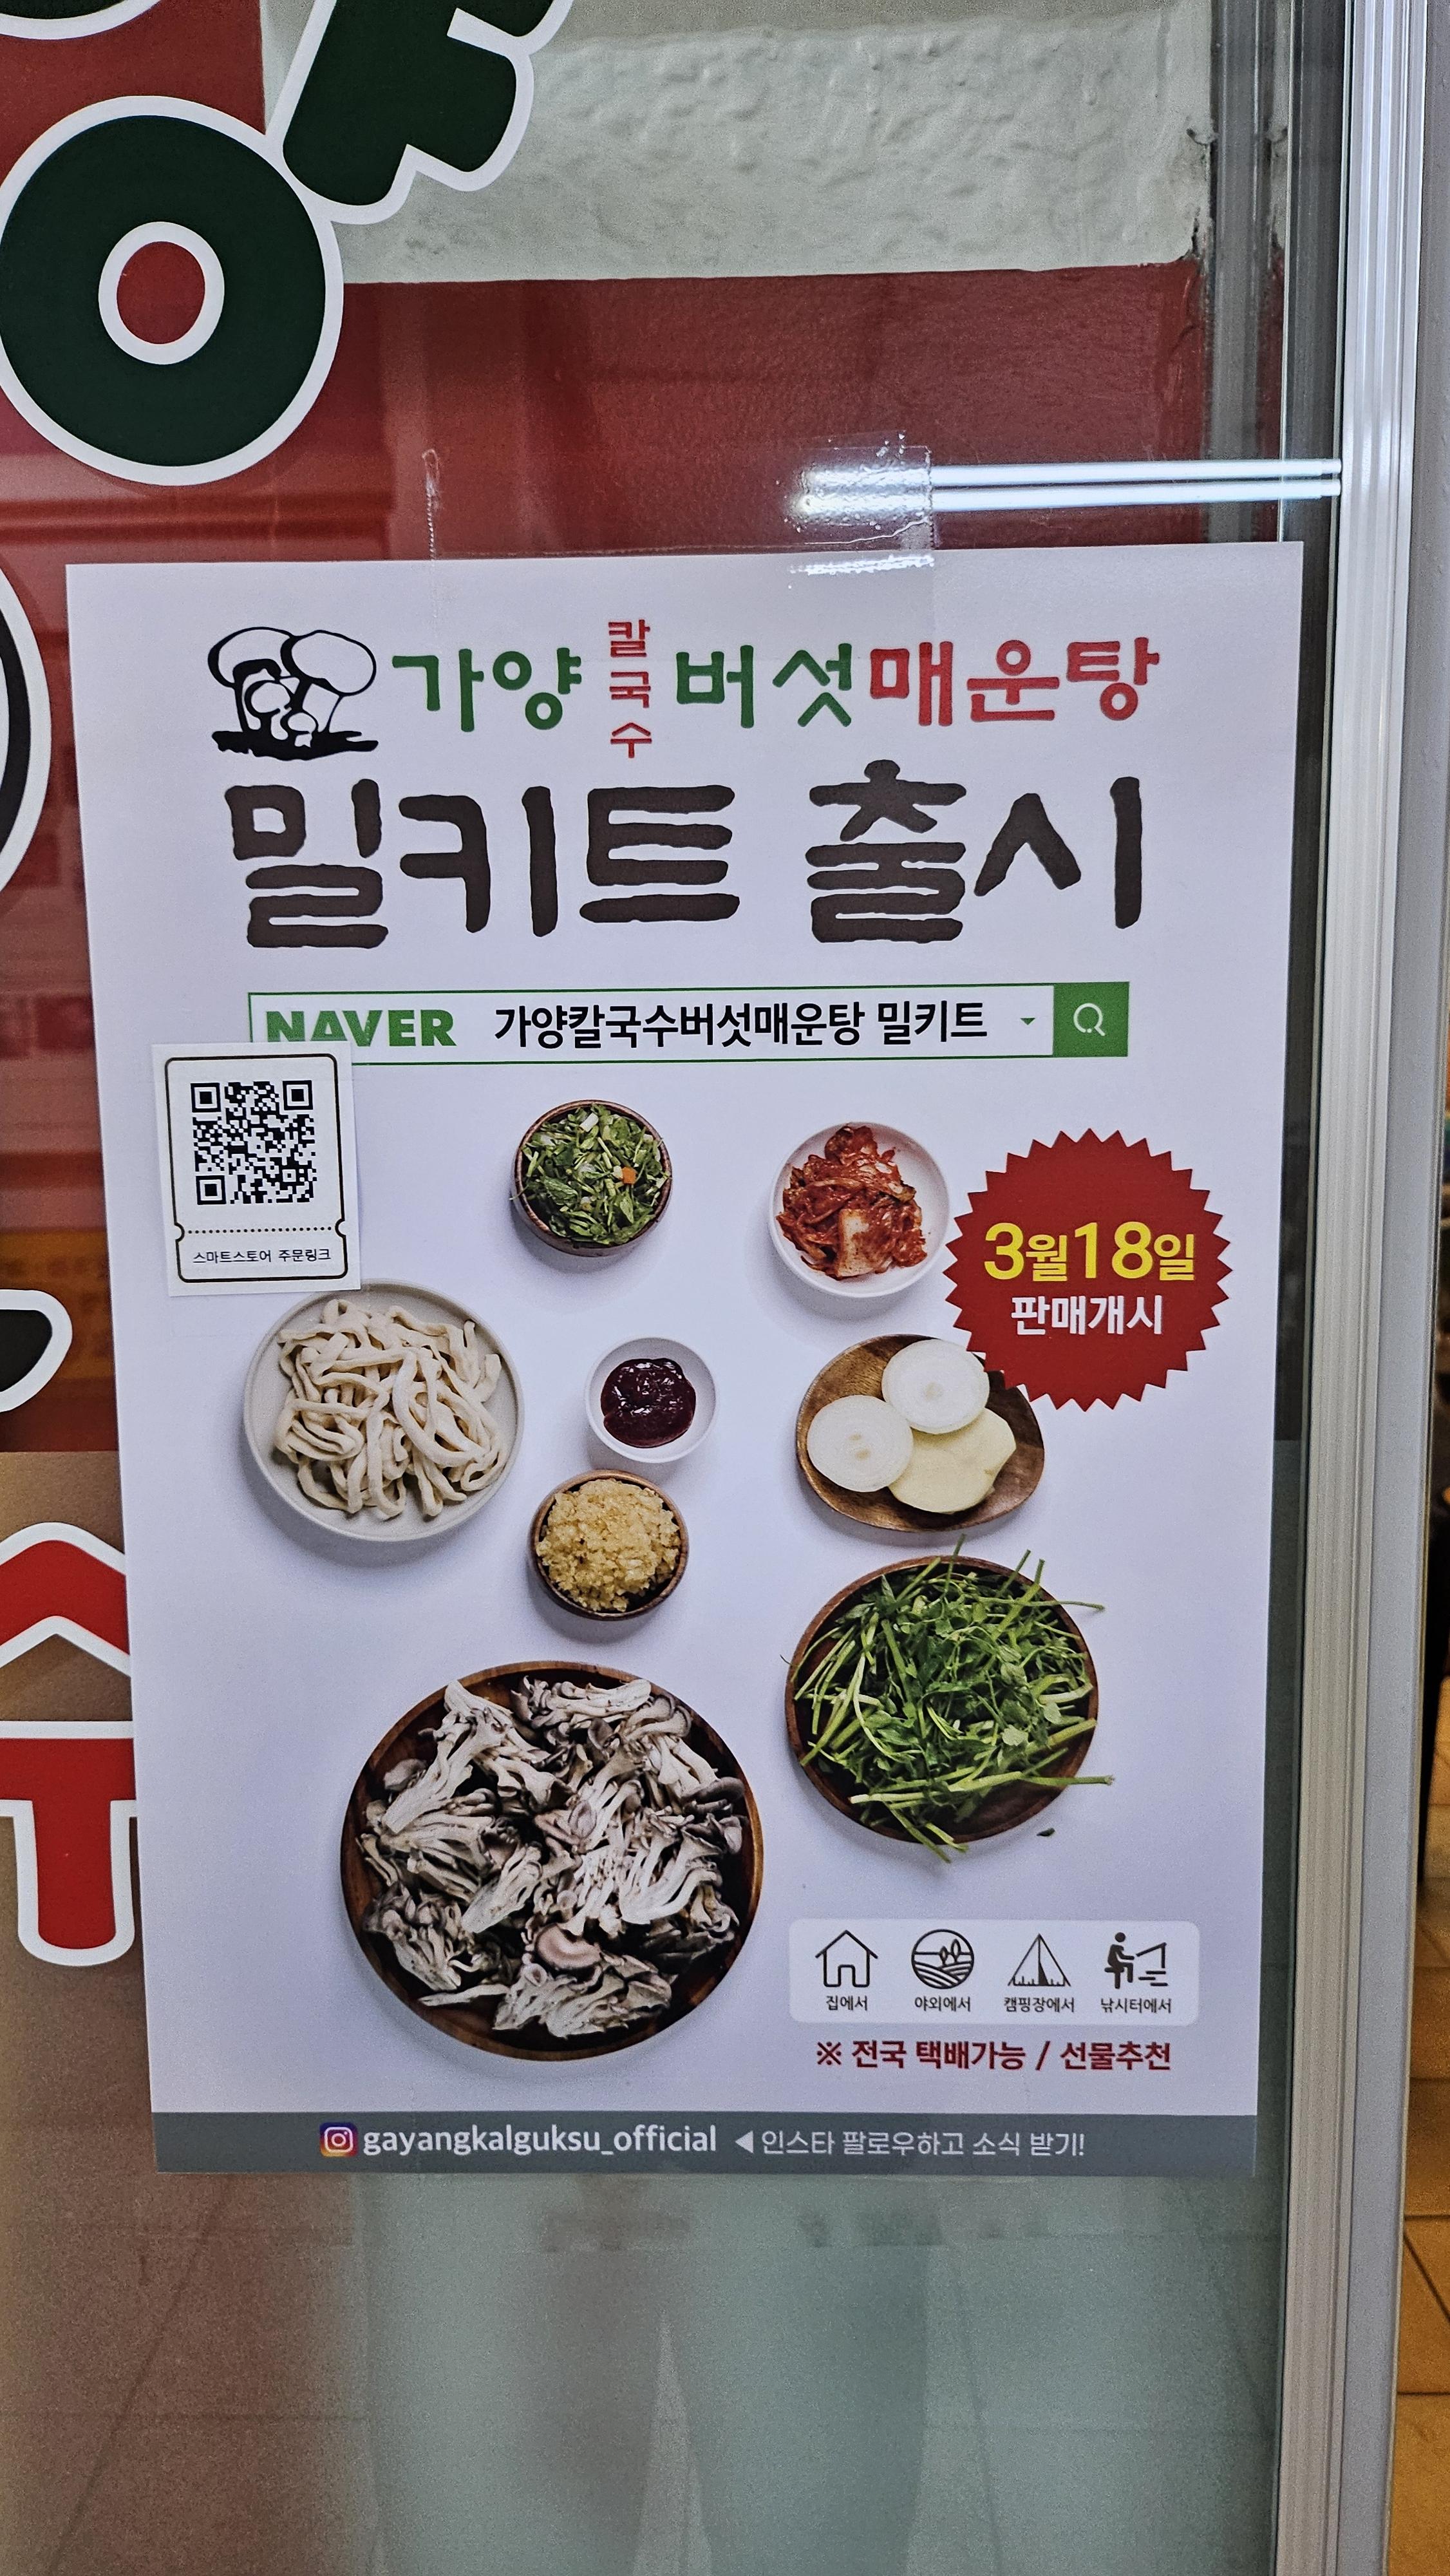 가양칼국수버섯매운탕
밀키트 출시
NAVER 가양칼국수버섯매운탕 밀키트
스마트스토어 주문링크
3월18일
판매개시
집에서 야외에서 캠핑장에서 낚시터에서
※ 전국 택배가능 / 선물추천
gayangkalguksu_official ◀ 인스타 팔로우하고 소식 받기!